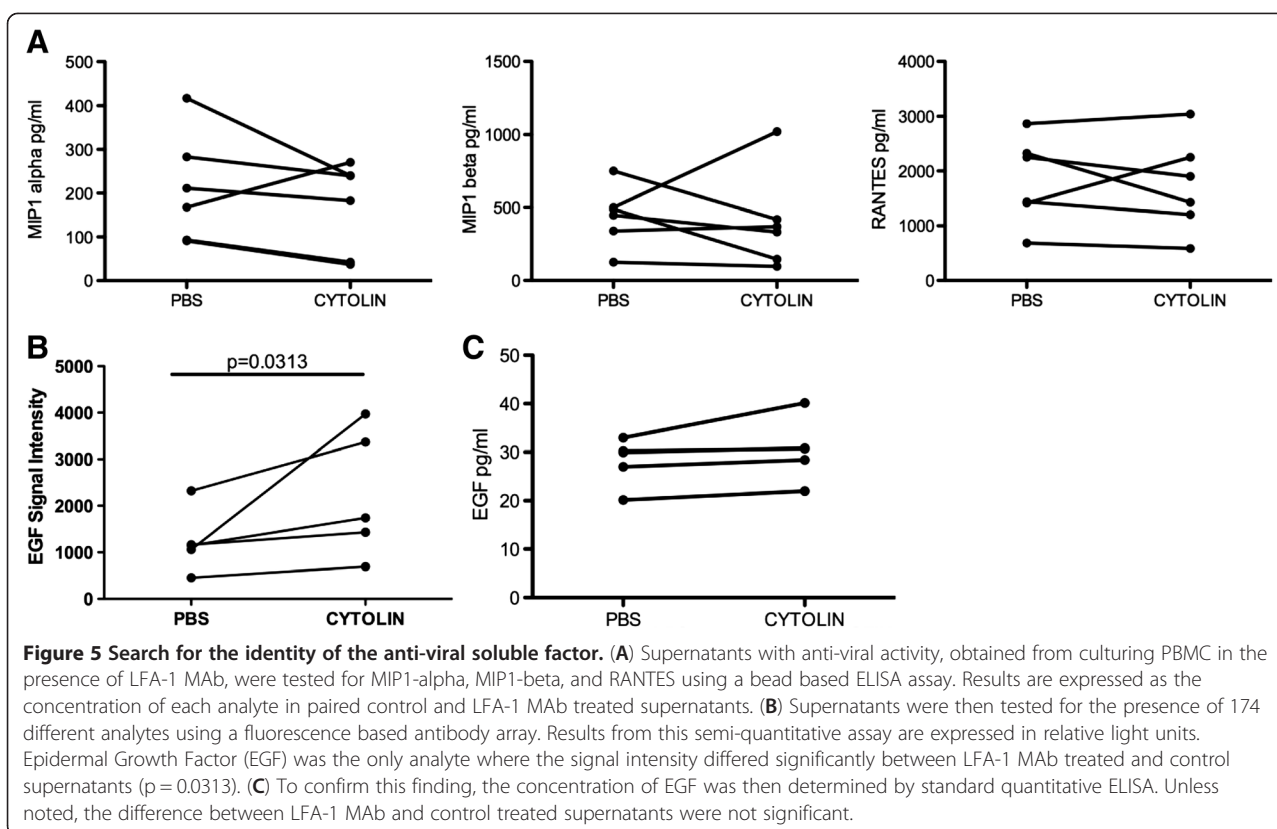 A
500
400
300
200
100
0
MIP1 alpha pg/ml
PBS
CYTOLIN
1500
1000
500
0
MIP1 beta pg/ml
PBS
CYTOLIN
4000
3000
2000
1000
0
RANTES pg/ml
PBS
CYTOLIN
B
p=0.0313
5000
4000
3000
2000
1000
0
EGF Signal Intensity
PBS
CYTOLIN
C
50
40
30
20
10
0
EGF pg/ml
PBS
CYTOLIN
Figure 5 Search for the identity of the anti-viral soluble factor. (A) Supernatants with anti-viral activity, obtained from culturing PBMC in the
presence of LFA-1 MAb, were tested for MIP1-alpha, MIP1-beta, and RANTES using a bead based ELISA assay. Results are expressed as the
concentration of each analyte in paired control and LFA-1 MAb treated supernatants. (B) Supernatants were then tested for the presence of 174
different analytes using a fluorescence based antibody array. Results from this semi-quantitative assay are expressed in relative light units.
Epidermal Growth Factor (EGF) was the only analyte where the signal intensity differed significantly between LFA-1 MAb treated and control
supernatants (p = 0.0313). (C) To confirm this finding, the concentration of EGF was then determined by standard quantitative ELISA. Unless
noted, the difference between LFA-1 MAb and control treated supernatants were not significant.